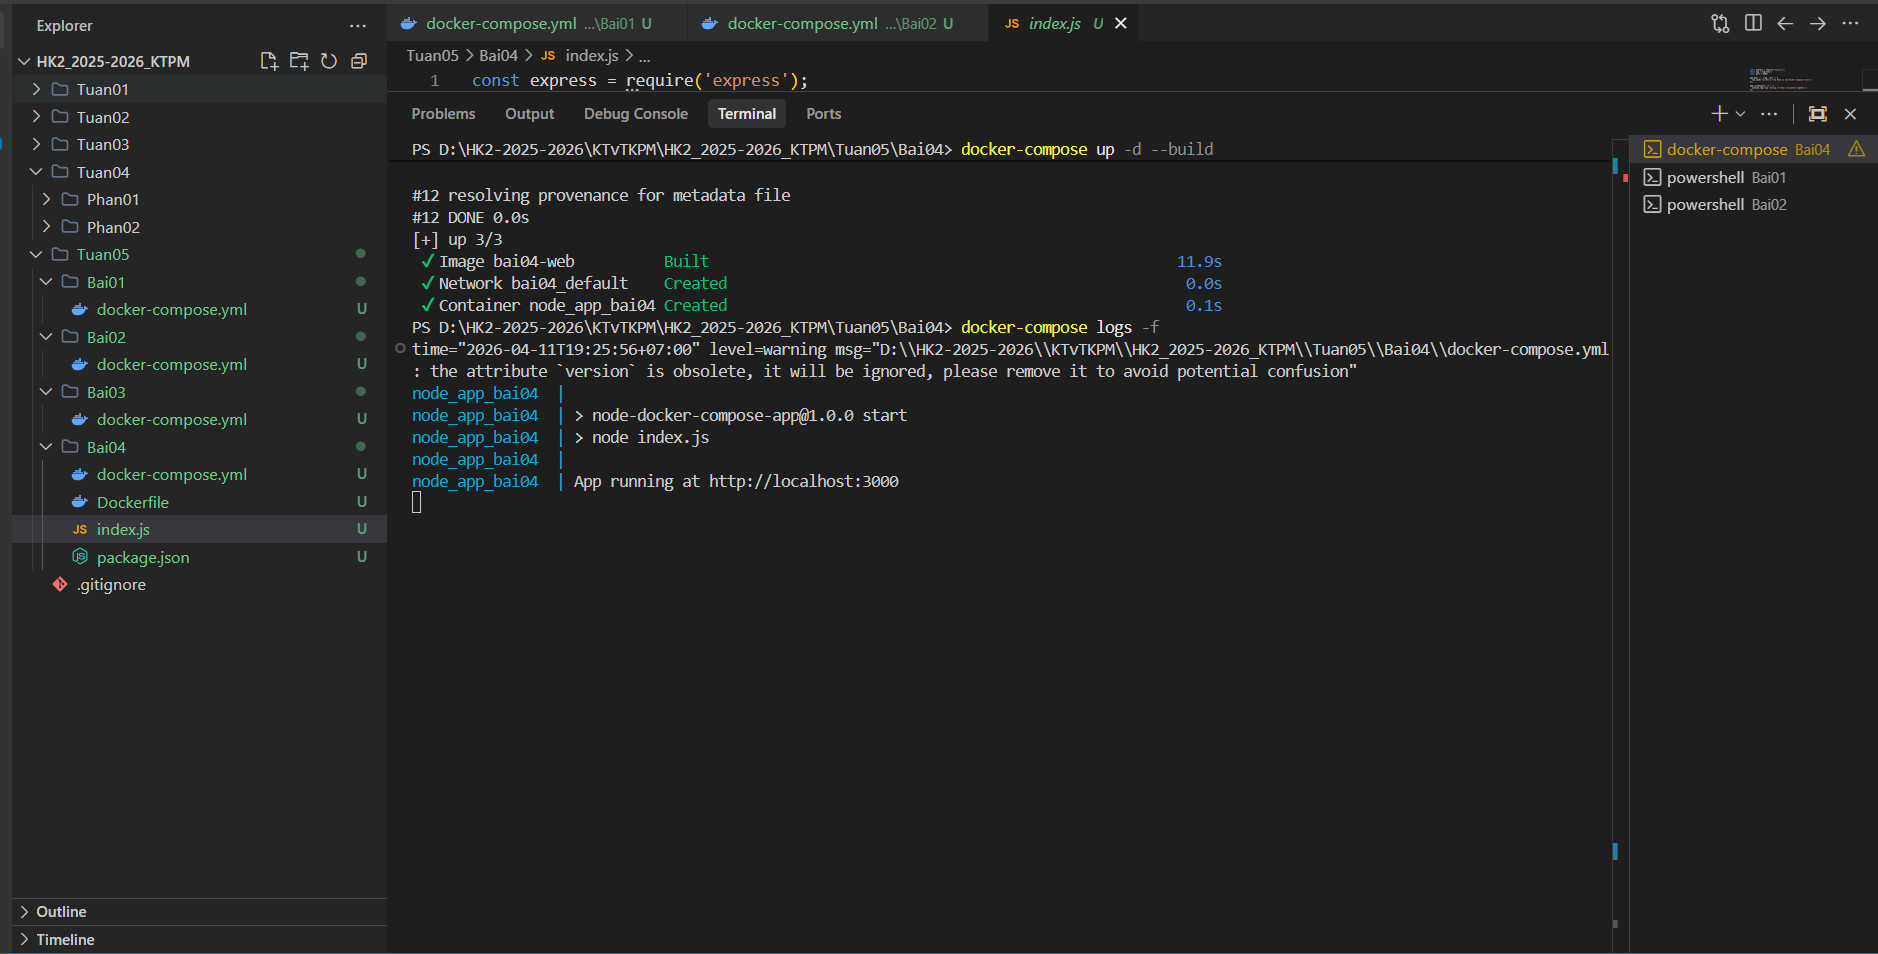 Explorer
HK2_2025-2026_KTPM
Tuan01
Tuan02
Tuan03
Tuan04
Phan01
Phan02
Tuan05
Bai01
docker-compose.yml U
Bai02
docker-compose.yml U
Bai03
docker-compose.yml U
Bai04
docker-compose.yml U
Dockerfile U
JS index.js U
package.json U
.gitignore
Outline
Timeline
docker-compose.yml ...\Bai01 U
docker-compose.yml ...\Bai02 U
JS index.js U
Tuan05 > Bai04 > JS index.js > ...
1 const express = require('express');
Problems Output Debug Console Terminal Ports
PS D:\HK2-2025-2026\KTvTKPM\HK2_2025-2026_KTPM\Tuan05\Bai04> docker-compose up -d --build
#12 resolving provenance for metadata file
#12 DONE 0.0s
[+] up 3/3
✓ Image bai04-web Built 11.9s
✓ Network bai04_default Created 0.0s
✓ Container node_app_bai04 Created 0.1s
PS D:\HK2-2025-2026\KTvTKPM\HK2_2025-2026_KTPM\Tuan05\Bai04> docker-compose logs -f
time="2026-04-11T19:25:56+07:00" level=warning msg="D:\\HK2-2025-2026\\KTvTKPM\\HK2_2025-2026_KTPM\\Tuan05\\Bai04\\docker-compose.yml
: the attribute `version` is obsolete, it will be ignored, please remove it to avoid potential confusion"
node_app_bai04 |
node_app_bai04 | > node-docker-compose-app@1.0.0 start
node_app_bai04 | > node index.js
node_app_bai04 |
node_app_bai04 | App running at http://localhost:3000
docker-compose Bai04
powershell Bai01
powershell Bai02